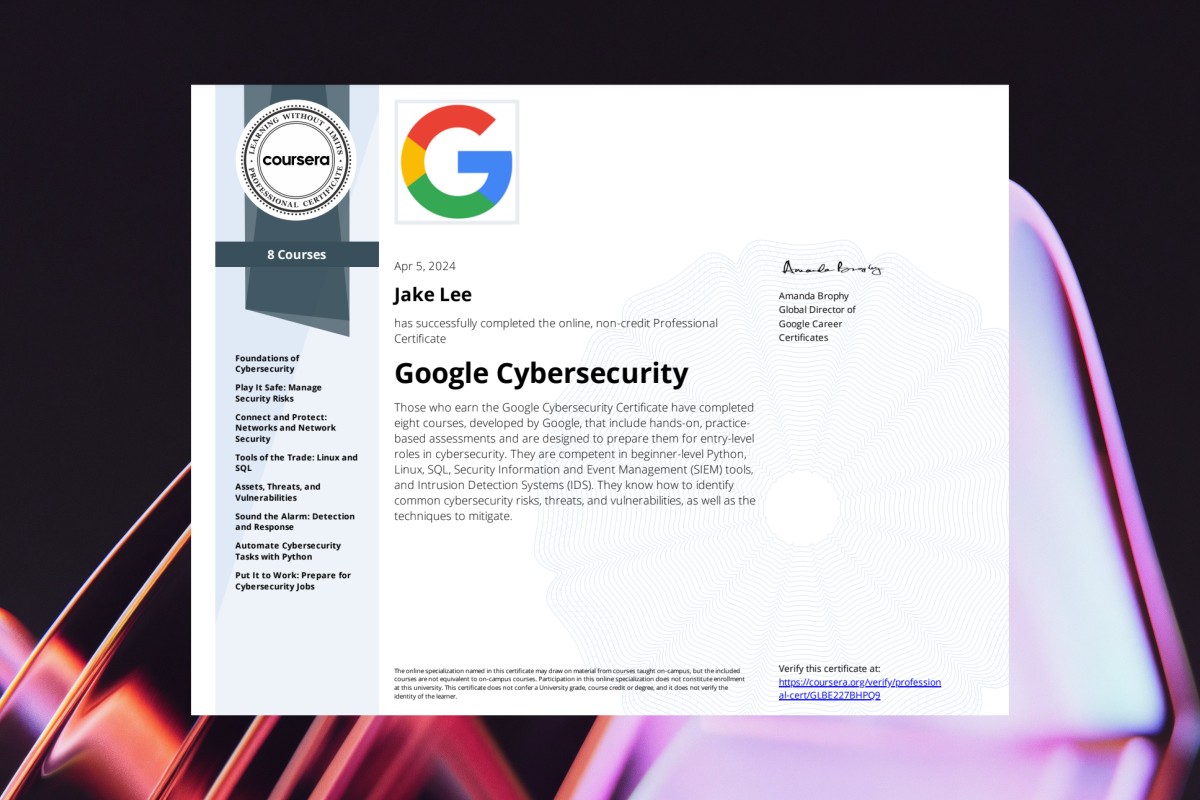 LEARNING WITHOUT LIMITS
coursera
PROFESSIONAL CERTIFICATE
8 Courses
Foundations of
Cybersecurity
Play It Safe: Manage
Security Risks
Connect and Protect:
Networks and Network
Security
Tools of the Trade: Linux and
SQL
Assets, Threats, and
Vulnerabilities
Sound the Alarm: Detection
and Response
Automate Cybersecurity
Tasks with Python
Put It to Work: Prepare for
Cybersecurity Jobs
G
Apr 5, 2024
Jake Lee
has successfully completed the online, non-credit Professional
Certificate
Google Cybersecurity
Those who earn the Google Cybersecurity Certificate have completed
eight courses, developed by Google, that include hands-on, practice-
based assessments and are designed to prepare them for entry-level
roles in cybersecurity. They are competent in beginner-level Python,
Linux, SQL, Security Information and Event Management (SIEM) tools,
and Intrusion Detection Systems (IDS). They know how to identify
common cybersecurity risks, threats, and vulnerabilities, as well as the
techniques to mitigate.
The online specialization named in this certificate may draw on material from courses taught on-campus, but the included
courses are not equivalent to on-campus courses. Participation in this online specialization does not constitute enrollment
at this university. This certificate does not confer a University grade, course credit or degree, and it does not verify the
identity of the learner.
Amanda Brophy
Amanda Brophy
Global Director of
Google Career
Certificates
Verify this certificate at:
https://coursera.org/verify/profession
al-cert/GLBE227BHPQ9